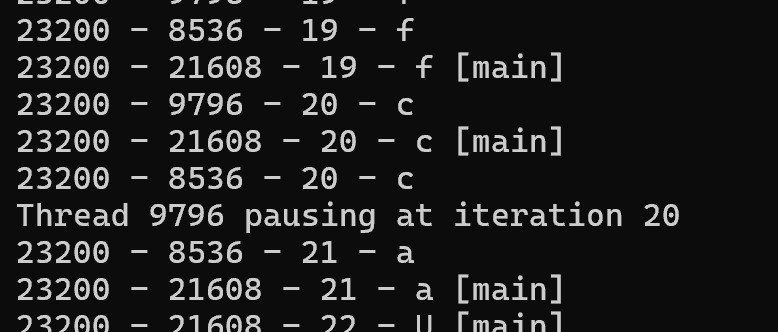 23200 - 8536 - 19 - f
23200 - 21608 - 19 - f [main]
23200 - 9796 - 20 - c
23200 - 21608 - 20 - c [main]
23200 - 8536 - 20 - c
Thread 9796 pausing at iteration 20
23200 - 8536 - 21 - a
23200 - 21608 - 21 - a [main]
23200 - 21608 - 22 - U [main]